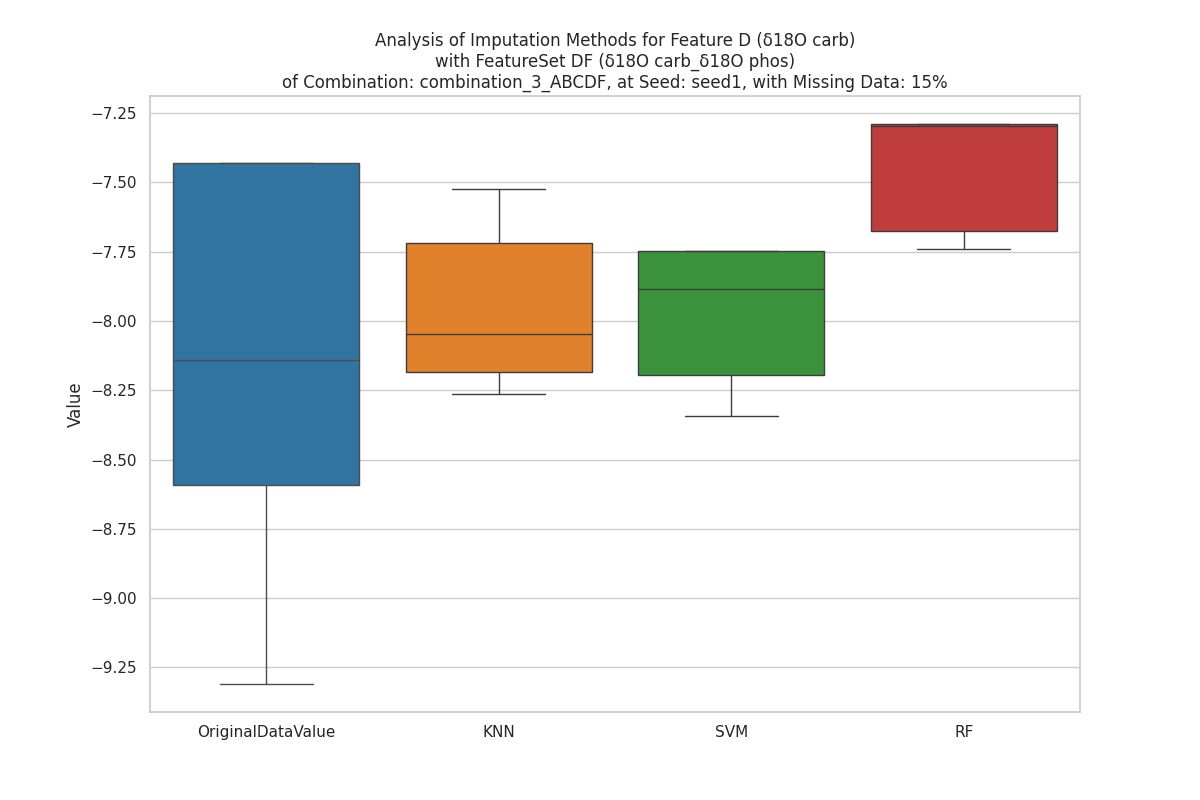 Analysis of Imputation Methods for Feature D (δ18O carb)
with FeatureSet DF (δ18O carb_δ18O phos)
of Combination: combination_3_ABCDF, at Seed: seed1, with Missing Data: 15%
Value
−7.25
−7.50
−7.75
−8.00
−8.25
−8.50
−8.75
−9.00
−9.25
OriginalDataValue
KNN
SVM
RF